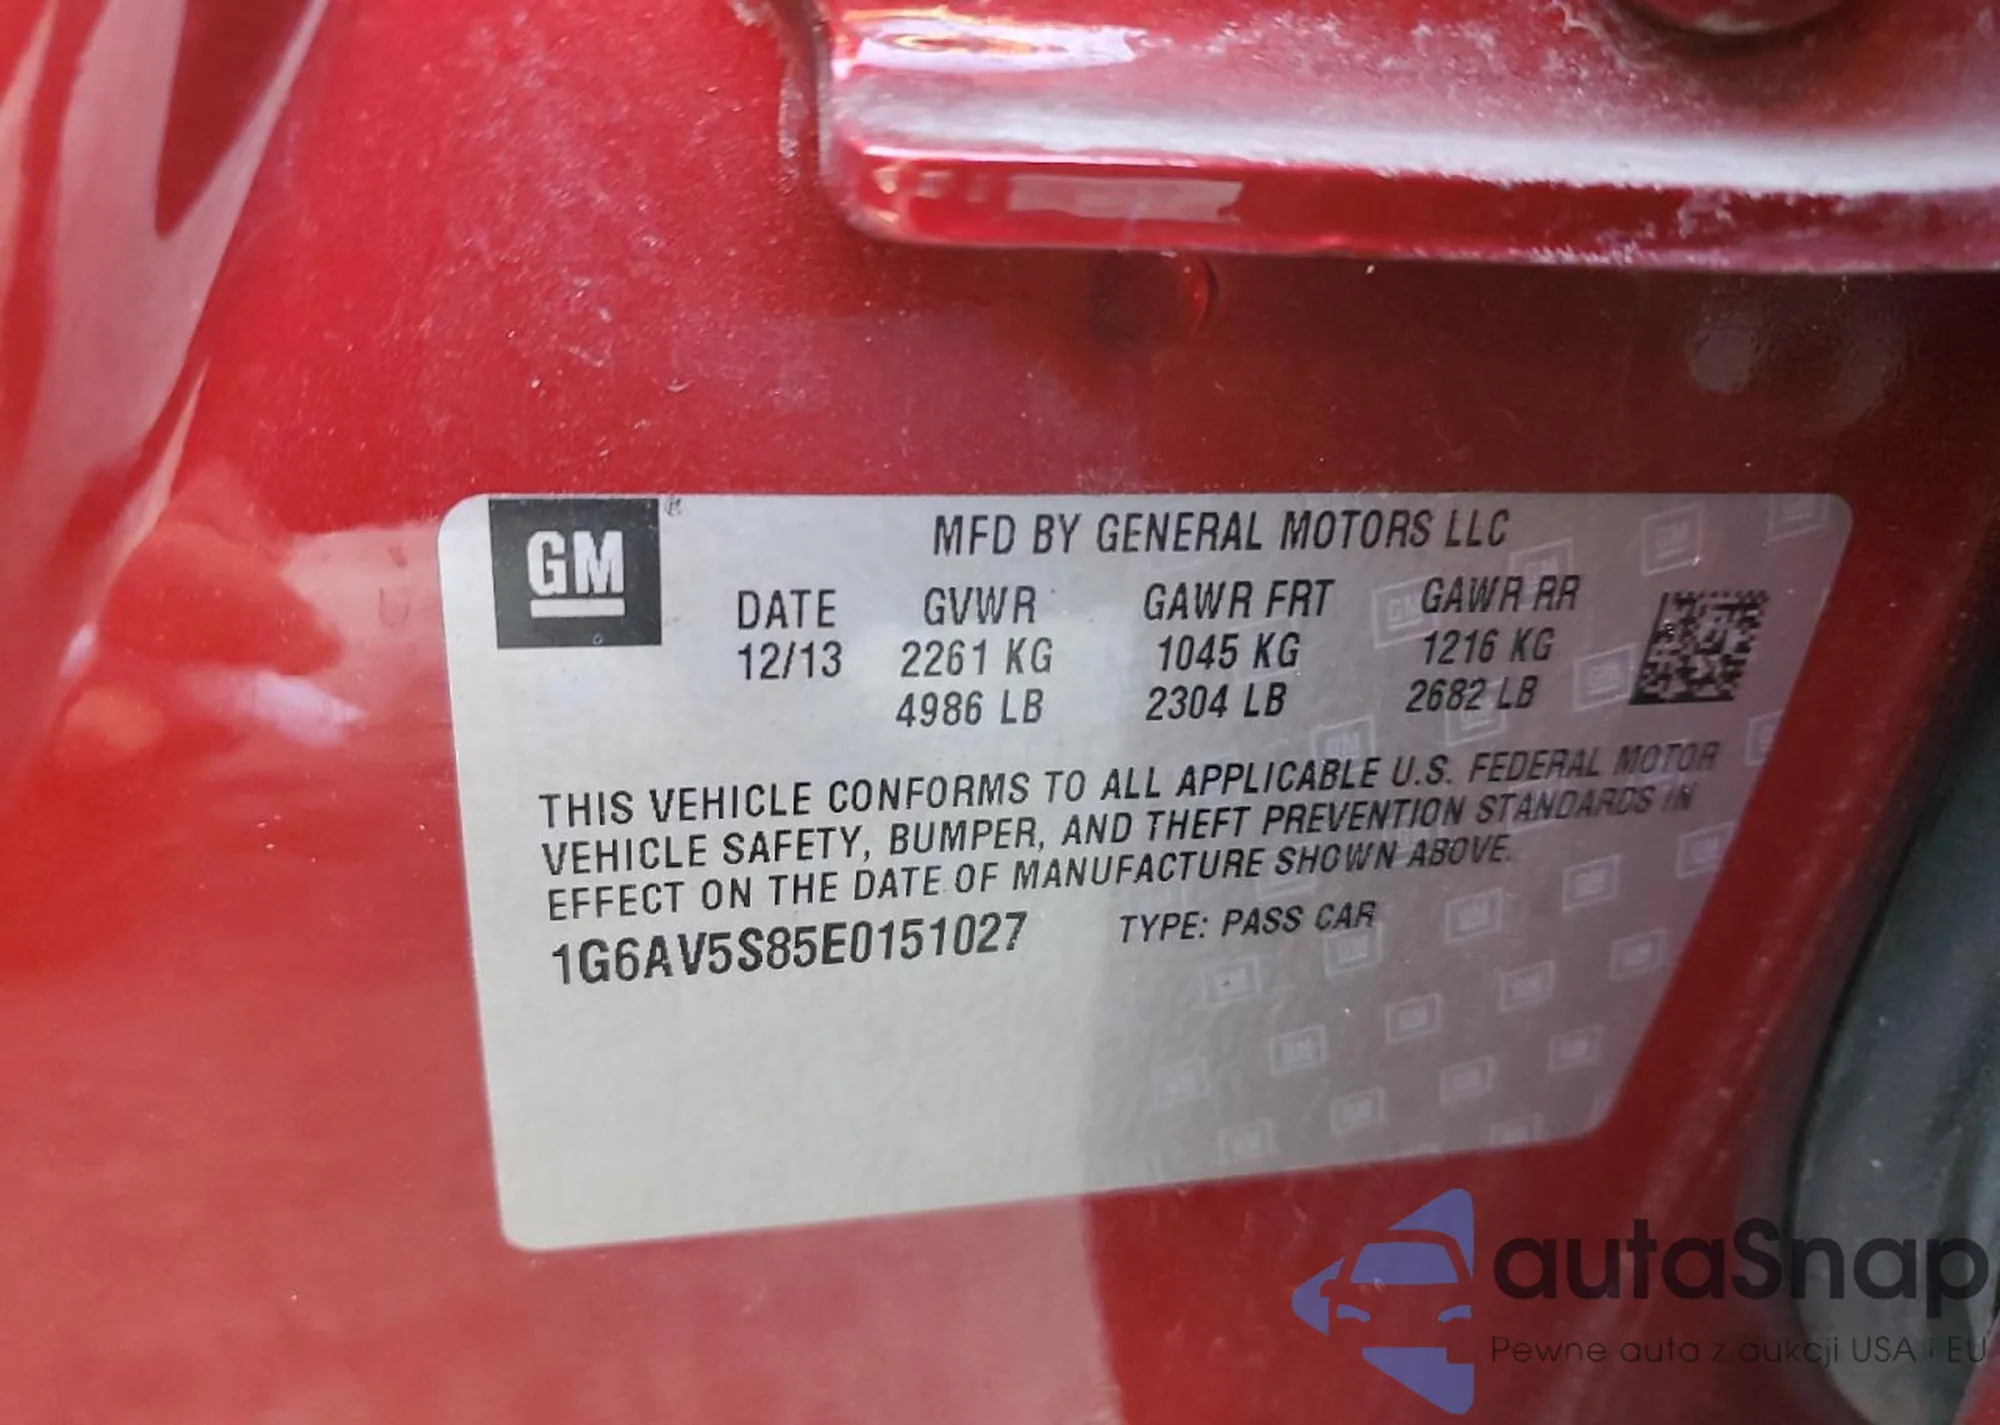 GM®
MFD BY GENERAL MOTORS LLC
DATE GVWR GAWR FRT GAWR RR
12/13 2261 KG 1045 KG 1216 KG
4986 LB 2304 LB 2682 LB
THIS VEHICLE CONFORMS TO ALL APPLICABLE U.S. FEDERAL MOTOR
VEHICLE SAFETY, BUMPER, AND THEFT PREVENTION STANDARDS IN
EFFECT ON THE DATE OF MANUFACTURE SHOWN ABOVE.
1G6AV5S85E0151027 TYPE: PASS CAR
autaSnap
Pewne auta z aukcji USA i EU